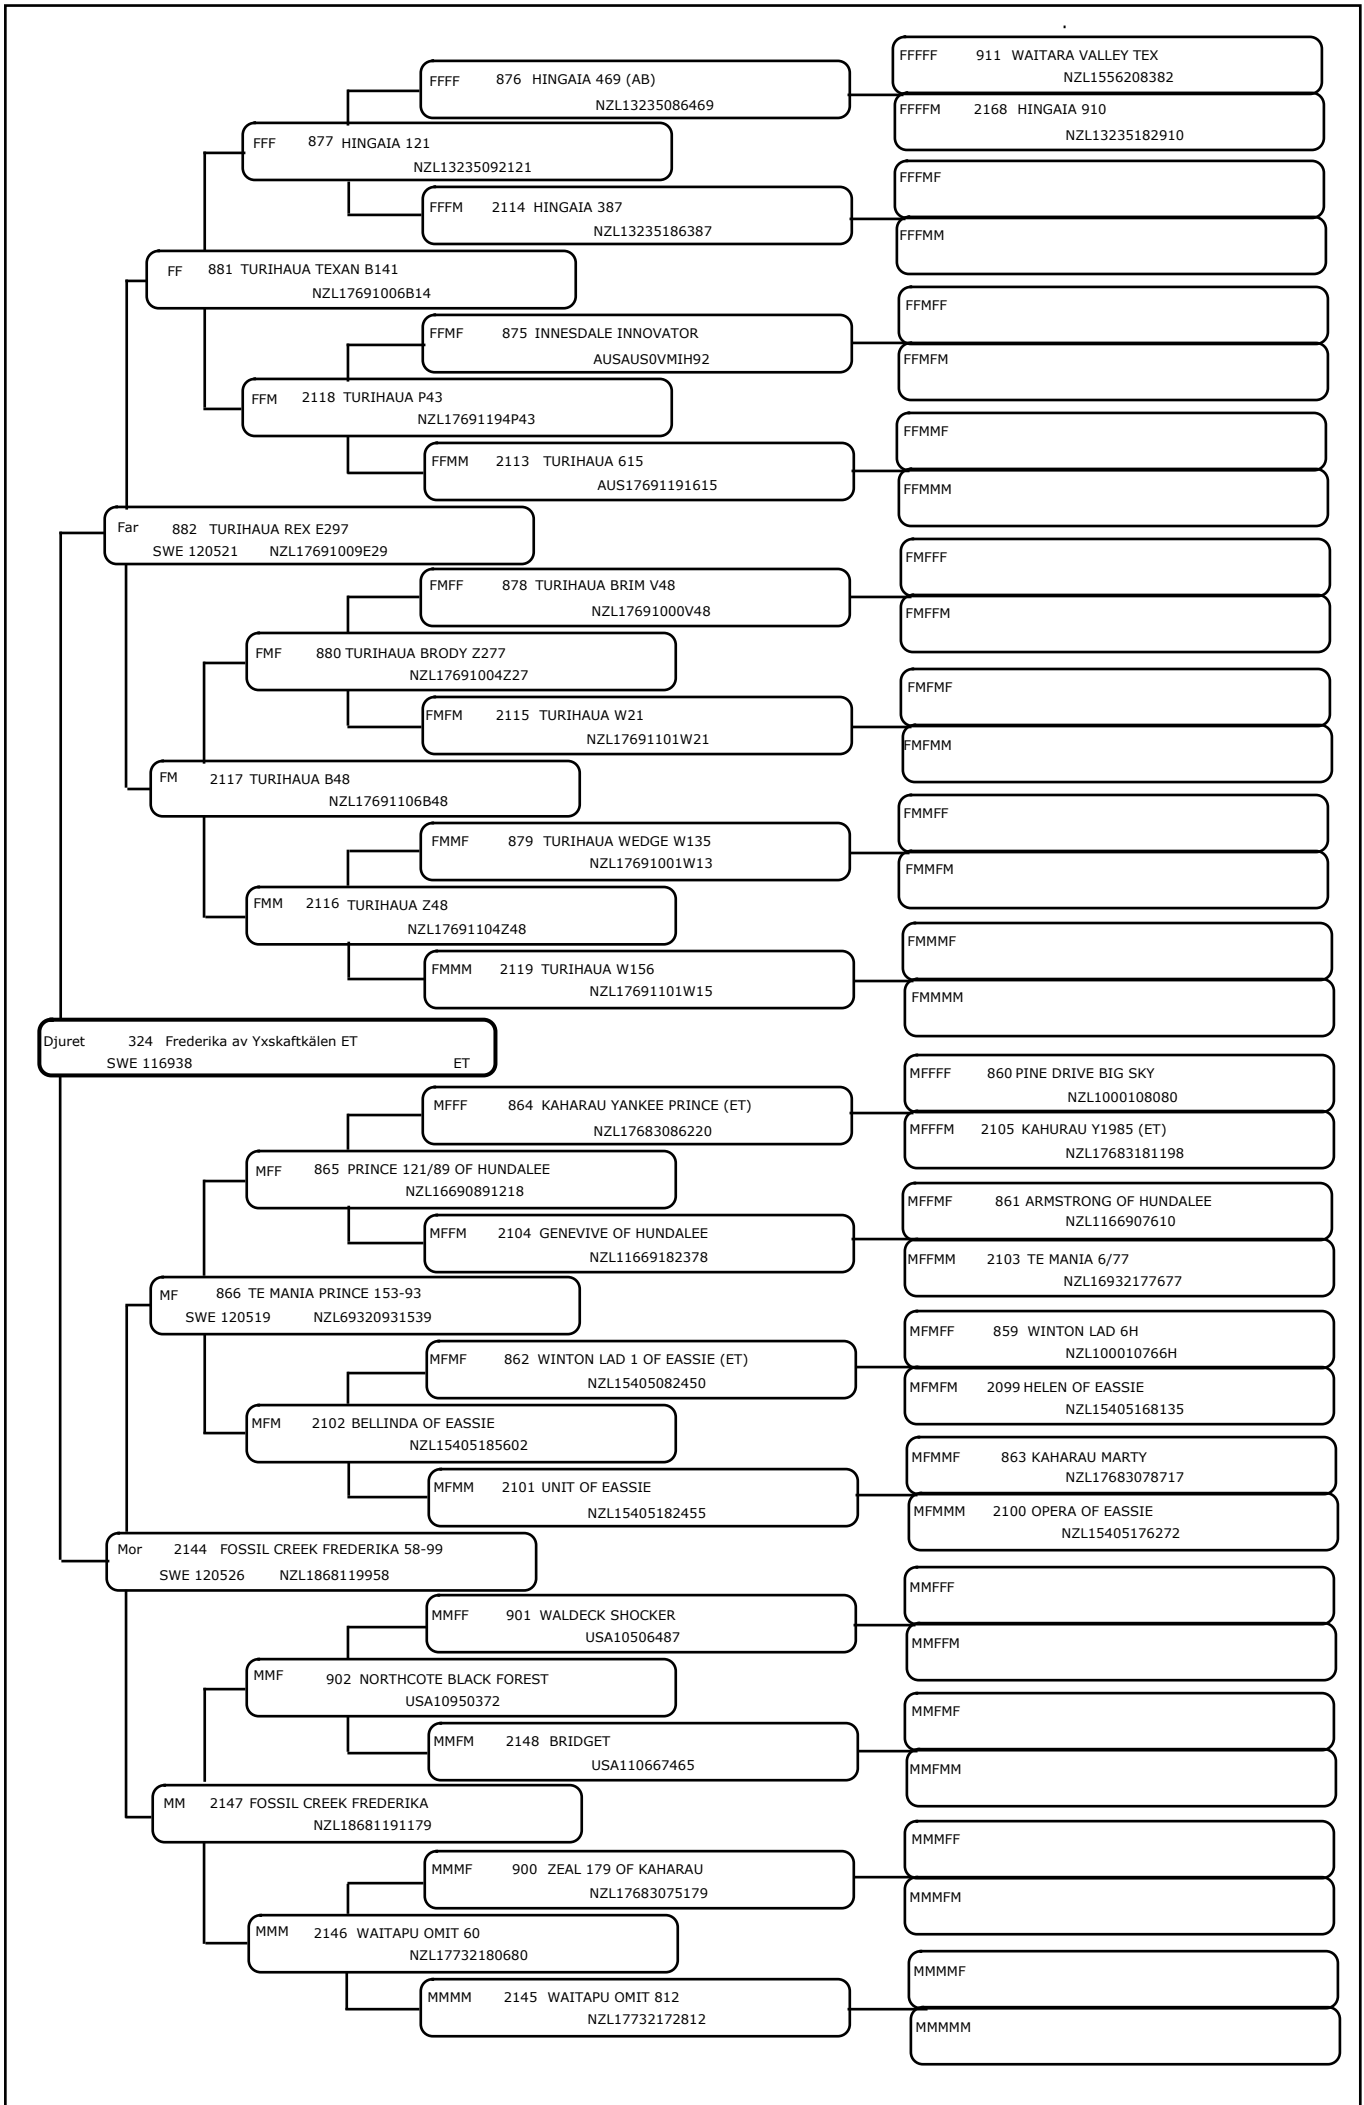 FFFFF 911 WAITARA VALLEY TEX
NZL1556208382
FFFF 876 HINGAIA 469 (AB)
NZL13235086469
FFFFM 2168 HINGAIA 910
NZL13235182910
FFF 877 HINGAIA 121
NZL13235092121
FFFMF
FFFM 2114 HINGAIA 387
NZL13235186387
FFFMM
FF 881 TURIHAUA TEXAN B141
NZL17691006B14
FFMFF
FFMF 875 INNESDALE INNOVATOR
AUSAUS0VMIH92
FFMFM
FFM 2118 TURIHAUA P43
NZL17691194P43
FFMMF
FFMM 2113 TURIHAUA 615
AUS17691191615
FFMMM
Far 882 TURIHAUA REX E297
SWE 120521 NZL17691009E29
FMFFF
FMFF 878 TURIHAUA BRIM V48
NZL17691000V48
FMFFM
FMF 880 TURIHAUA BRODY Z277
NZL17691004Z27
FMFMF
FMFM 2115 TURIHAUA W21
NZL17691101W21
FMFMM
FM 2117 TURIHAUA B48
NZL17691106B48
FMMFF
FMMF 879 TURIHAUA WEDGE W135
NZL17691001W13
FMMFM
FMM 2116 TURIHAUA Z48
NZL17691104Z48
FMMMF
FMMM 2119 TURIHAUA W156
NZL17691101W15
FMMMM
Djuret 324 Frederika av Yxskaftkälen ET
SWE 116938 ET
MFFFF 860 PINE DRIVE BIG SKY
NZL1000108080
MFFF 864 KAHARAU YANKEE PRINCE (ET)
NZL17683086220
MFFFM 2105 KAHURAU Y1985 (ET)
NZL17683181198
MFF 865 PRINCE 121/89 OF HUNDALEE
NZL16690891218
MFFMF 861 ARMSTRONG OF HUNDALEE
NZL1166907610
MFFM 2104 GENEVIVE OF HUNDALEE
NZL11669182378
MFFMM 2103 TE MANIA 6/77
NZL16932177677
MF 866 TE MANIA PRINCE 153-93
SWE 120519 NZL69320931539
MFMFF 859 WINTON LAD 6H
NZL100010766H
MFMF 862 WINTON LAD 1 OF EASSIE (ET)
NZL15405082450
MFMFM 2099 HELEN OF EASSIE
NZL15405168135
MFM 2102 BELLINDA OF EASSIE
NZL15405185602
MFMMF 863 KAHARAU MARTY
NZL17683078717
MFMM 2101 UNIT OF EASSIE
NZL15405182455
MFMMM 2100 OPERA OF EASSIE
NZL15405176272
Mor 2144 FOSSIL CREEK FREDERIKA 58-99
SWE 120526 NZL1868119958
MMFFF
MMFF 901 WALDECK SHOCKER
USA10506487
MMFFM
MMF 902 NORTHCOTE BLACK FOREST
USA10950372
MMFMF
MMFM 2148 BRIDGET
USA110667465
MMFMM
MM 2147 FOSSIL CREEK FREDERIKA
NZL18681191179
MMMFF
MMMF 900 ZEAL 179 OF KAHARAU
NZL17683075179
MMMFM
MMM 2146 WAITAPU OMIT 60
NZL17732180680
MMMMF
MMMM 2145 WAITAPU OMIT 812
NZL17732172812
MMMMM